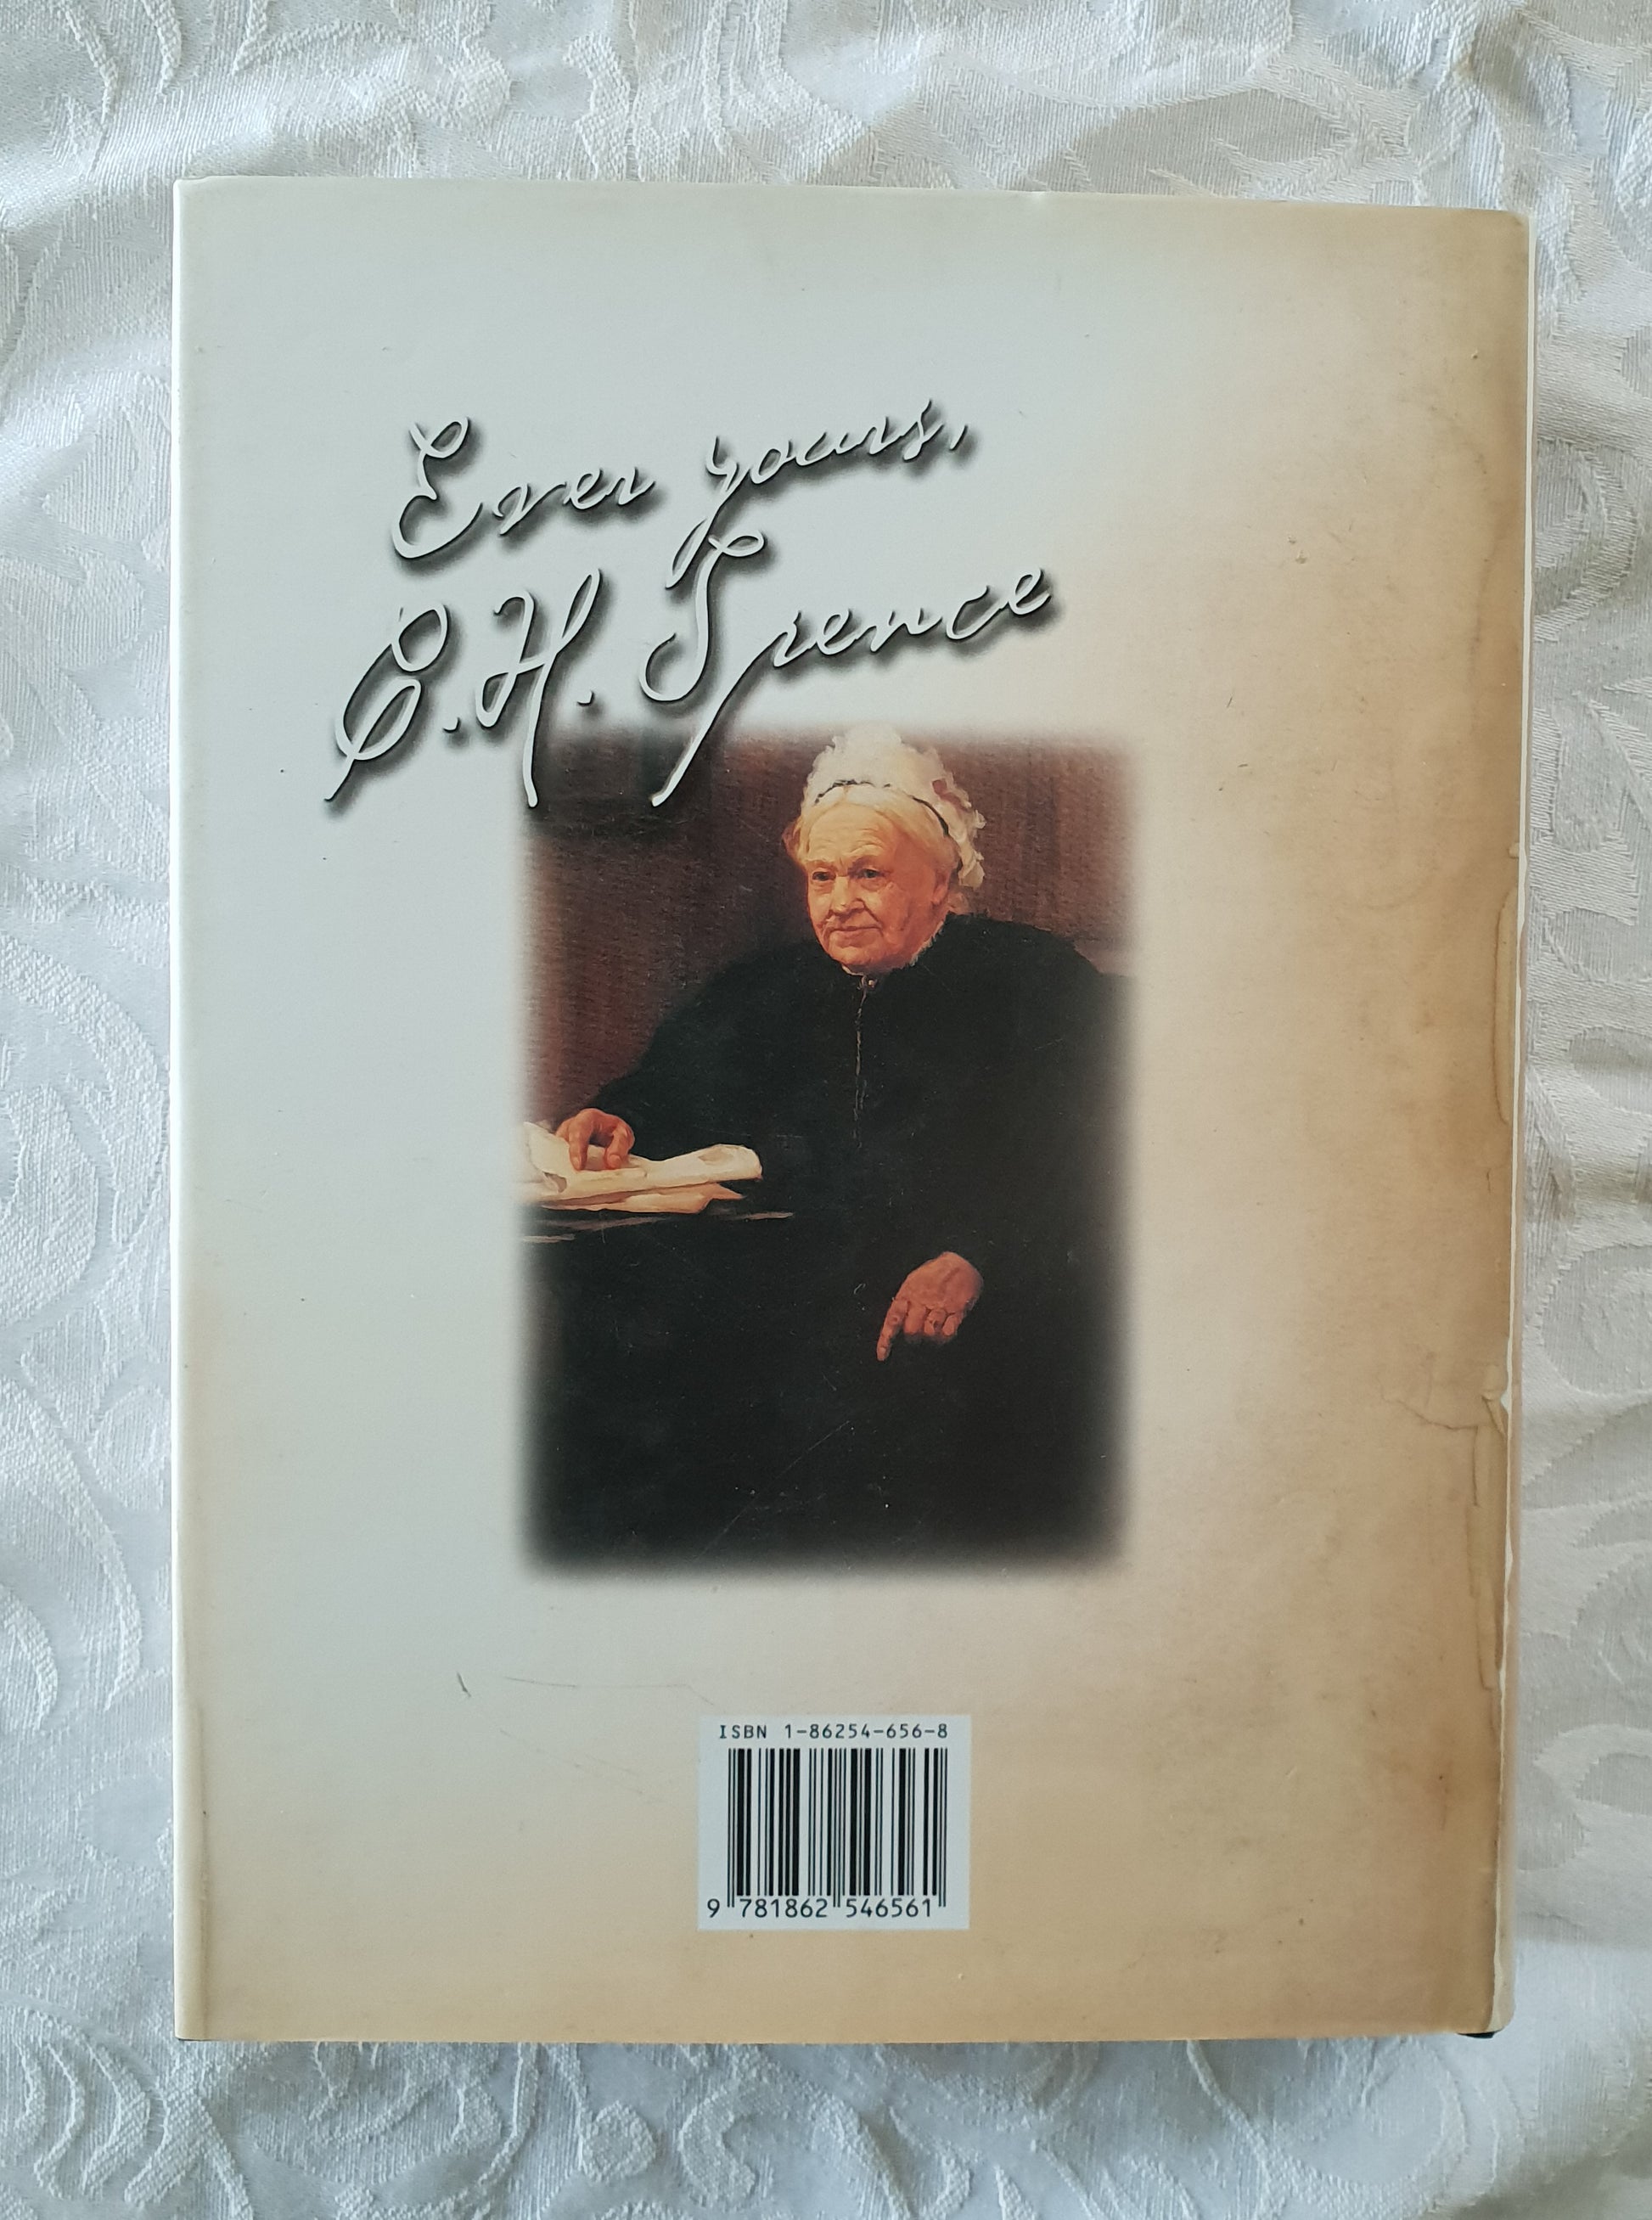 Ever yours,
C.H. Spence
ISBN 1-86254-656-8
9 781862 546561